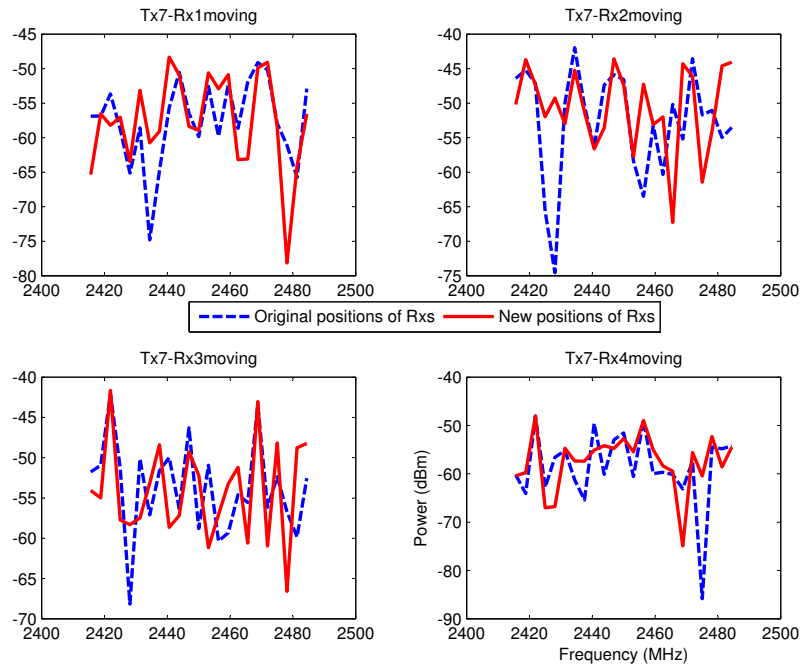 Tx7-Rx1moving
-45
-50
-55
-60
-65
-70
-75
-80
2400 2420 2440 2460 2480 2500
Tx7-Rx2moving
-40
-45
-50
-55
-60
-65
-70
-75
2400 2420 2440 2460 2480 2500
Original positions of Rxs New positions of Rxs
Tx7-Rx3moving
-40
-45
-50
-55
-60
-65
-70
2400 2420 2440 2460 2480 2500
Tx7-Rx4moving
-40
-50
-60
-70
-80
-90
Power (dBm)
2400 2420 2440 2460 2480 2500
Frequency (MHz)